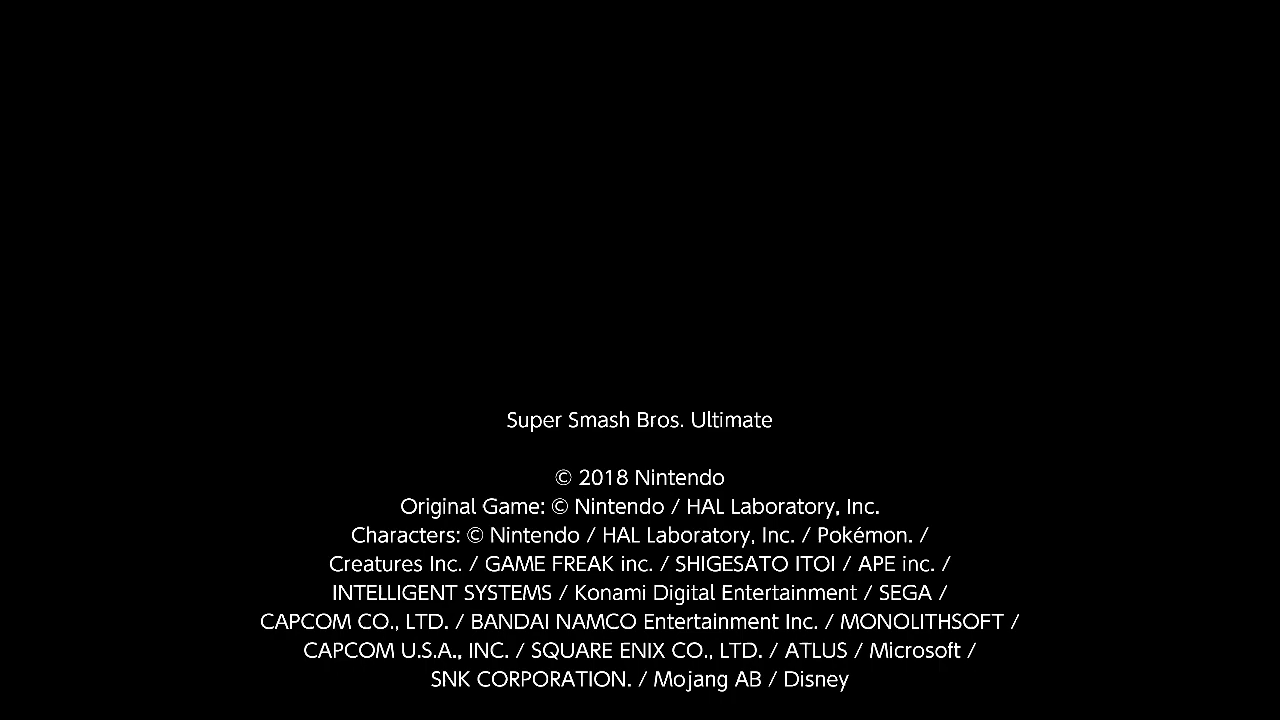 Super Smash Bros. Ultimate
© 2018 Nintendo
Original Game: © Nintendo / HAL Laboratory, Inc.
Characters: © Nintendo / HAL Laboratory, Inc. / Pokémon. /
Creatures Inc. / GAME FREAK inc. / SHIGESATO ITOI / APE inc. /
INTELLIGENT SYSTEMS / Konami Digital Entertainment / SEGA /
CAPCOM CO., LTD. / BANDAI NAMCO Entertainment Inc. / MONOLITHSOFT /
CAPCOM U.S.A., INC. / SQUARE ENIX CO., LTD. / ATLUS / Microsoft /
SNK CORPORATION. / Mojang AB / Disney